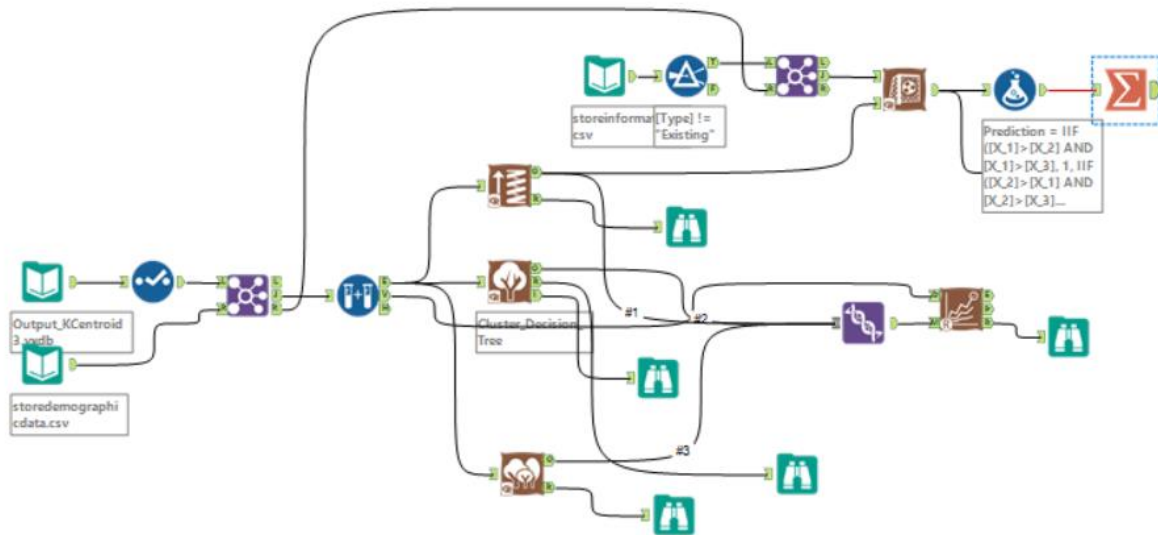 storeinformat
csv
[Type] !=
"Existing"
Prediction = IIF
([X_1]>[X_2] AND
[X_1]>[X_3], 1, IIF
([X_2]>[X_1] AND
[X_2]>[X_3]...
Output_KCentroid
3.yxdb
storedemographi
cdata.csv
Cluster_Decision_
Tree
#1
#2
#3